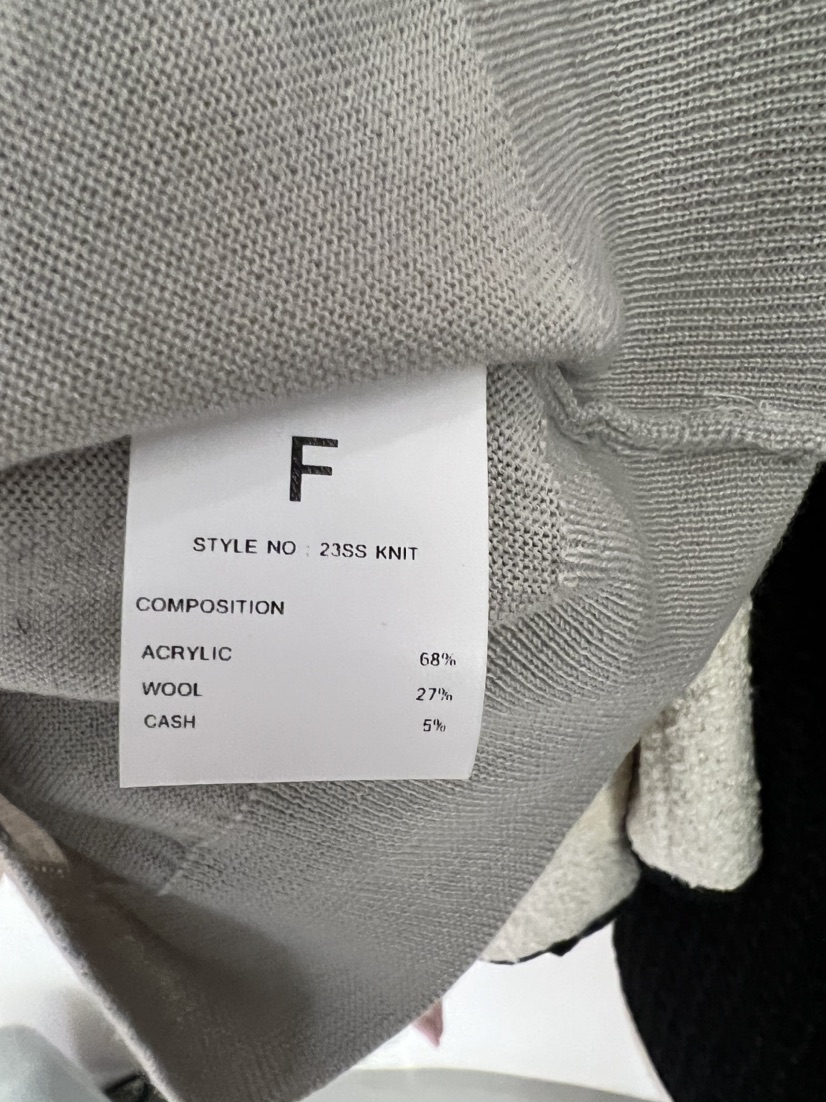 F
STYLE NO : 23SS KNIT
COMPOSITION
ACRYLIC 68%
WOOL 27%
CASH 5%